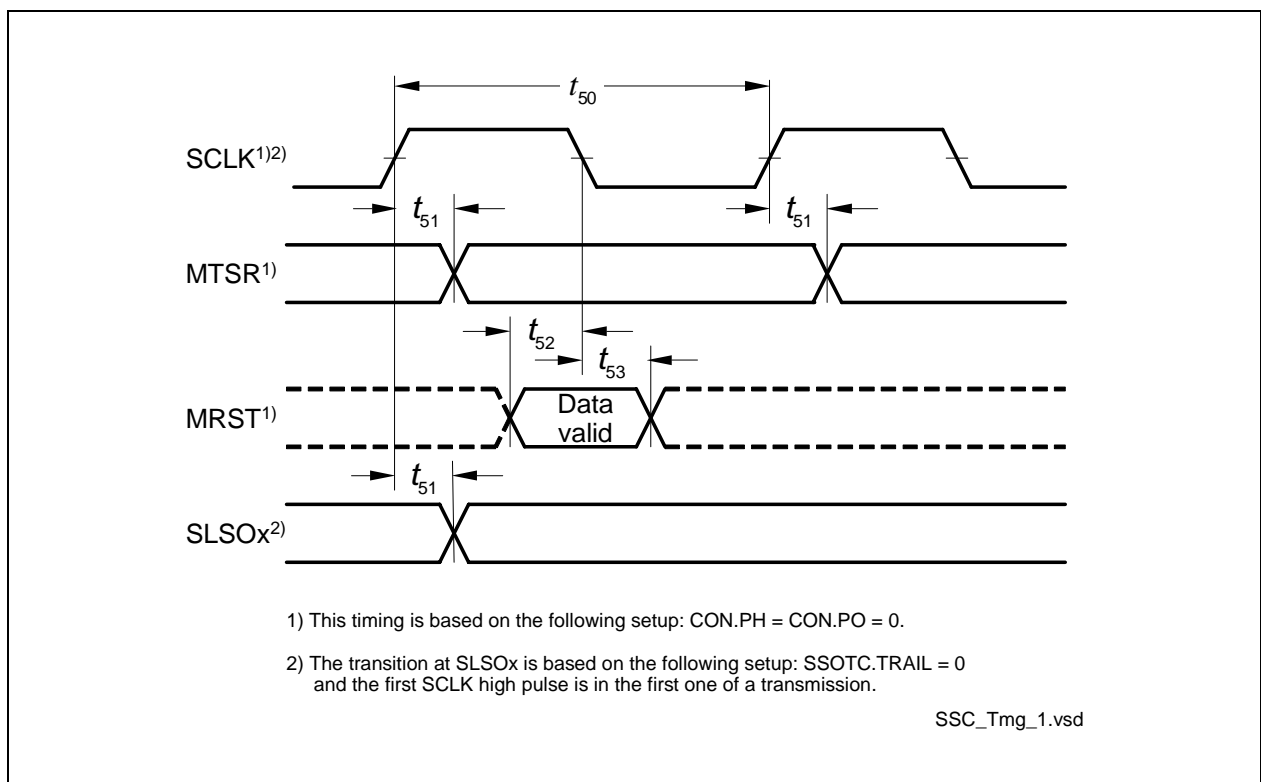 t50
SCLK1)2)
t51
t51
MTSR1)
t52
t53
MRST1)
Data
valid
t51
SLSOx2)
1) This timing is based on the following setup: CON.PH = CON.PO = 0.
2) The transition at SLSOx is based on the following setup: SSOTC.TRAIL = 0
and the first SCLK high pulse is in the first one of a transmission.
SSC_Tmg_1.vsd